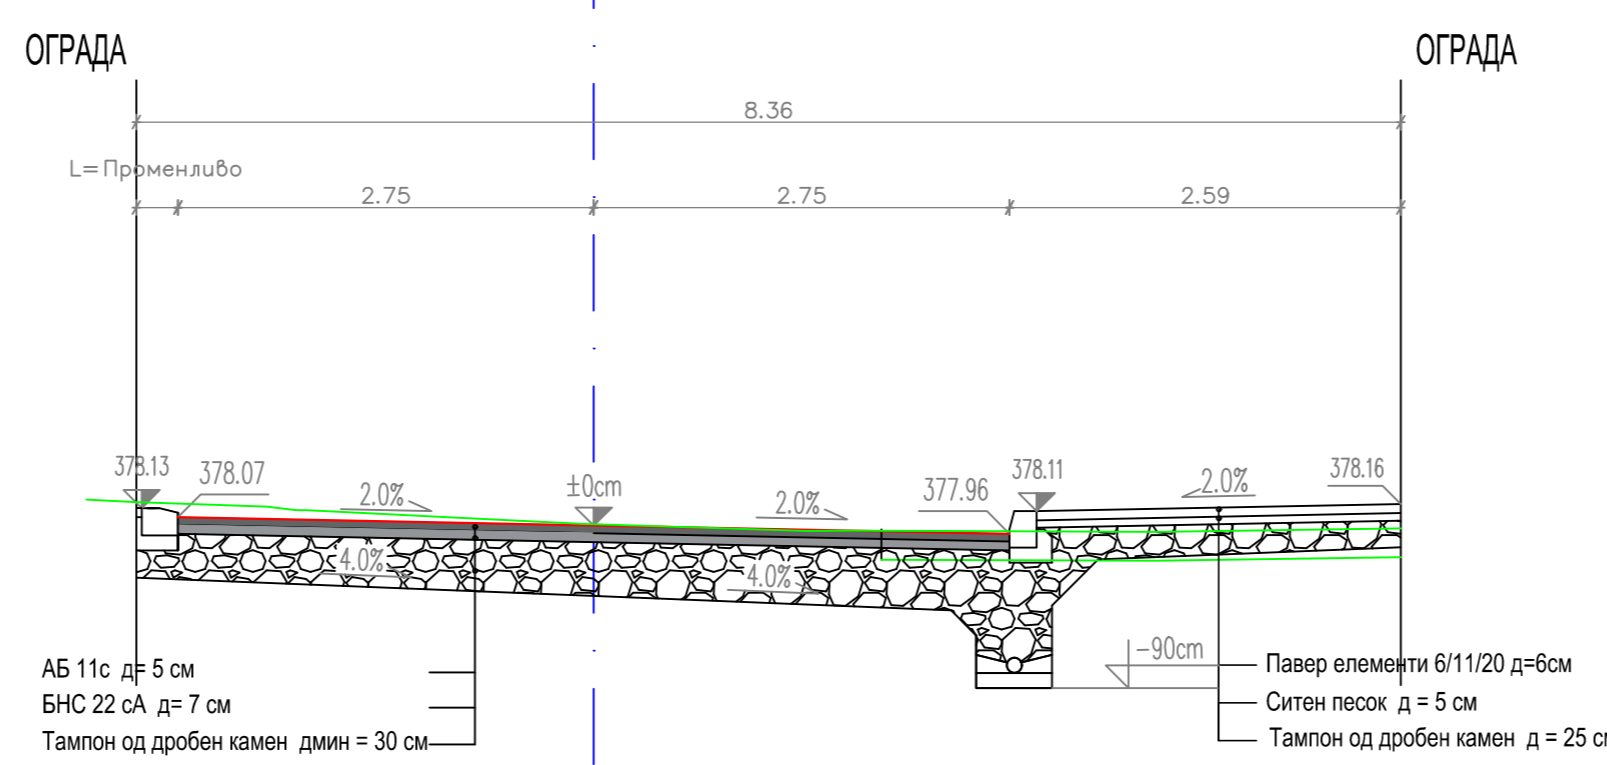 ОГРАДА
ОГРАДА
8.36
L= Променливо
2.75
2.75
2.59
378.13
378.07
2.0%
±0cm
2.0%
377.96
378.11
2.0%
378.16
4.0%
4.0%
-90cm
АБ 11с д= 5 см
БНС 22 сА д= 7 см
Тампон од дробен камен дмин = 30 см
Павер елементи 6/11/20 д=6см
Ситен песок д = 5 см
Тампон од дробен камен д = 25 см